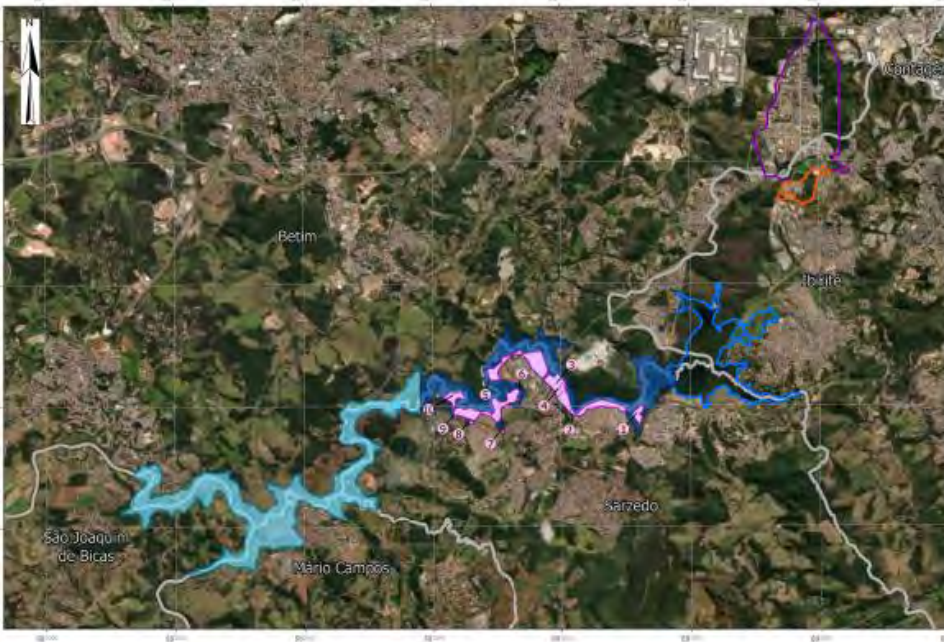 N
Contage
Betim
Ibirité
3
6
5
4
10
9
8
7
2
1
Sarzedo
São Joaquim
de Bicas
Mário Campos